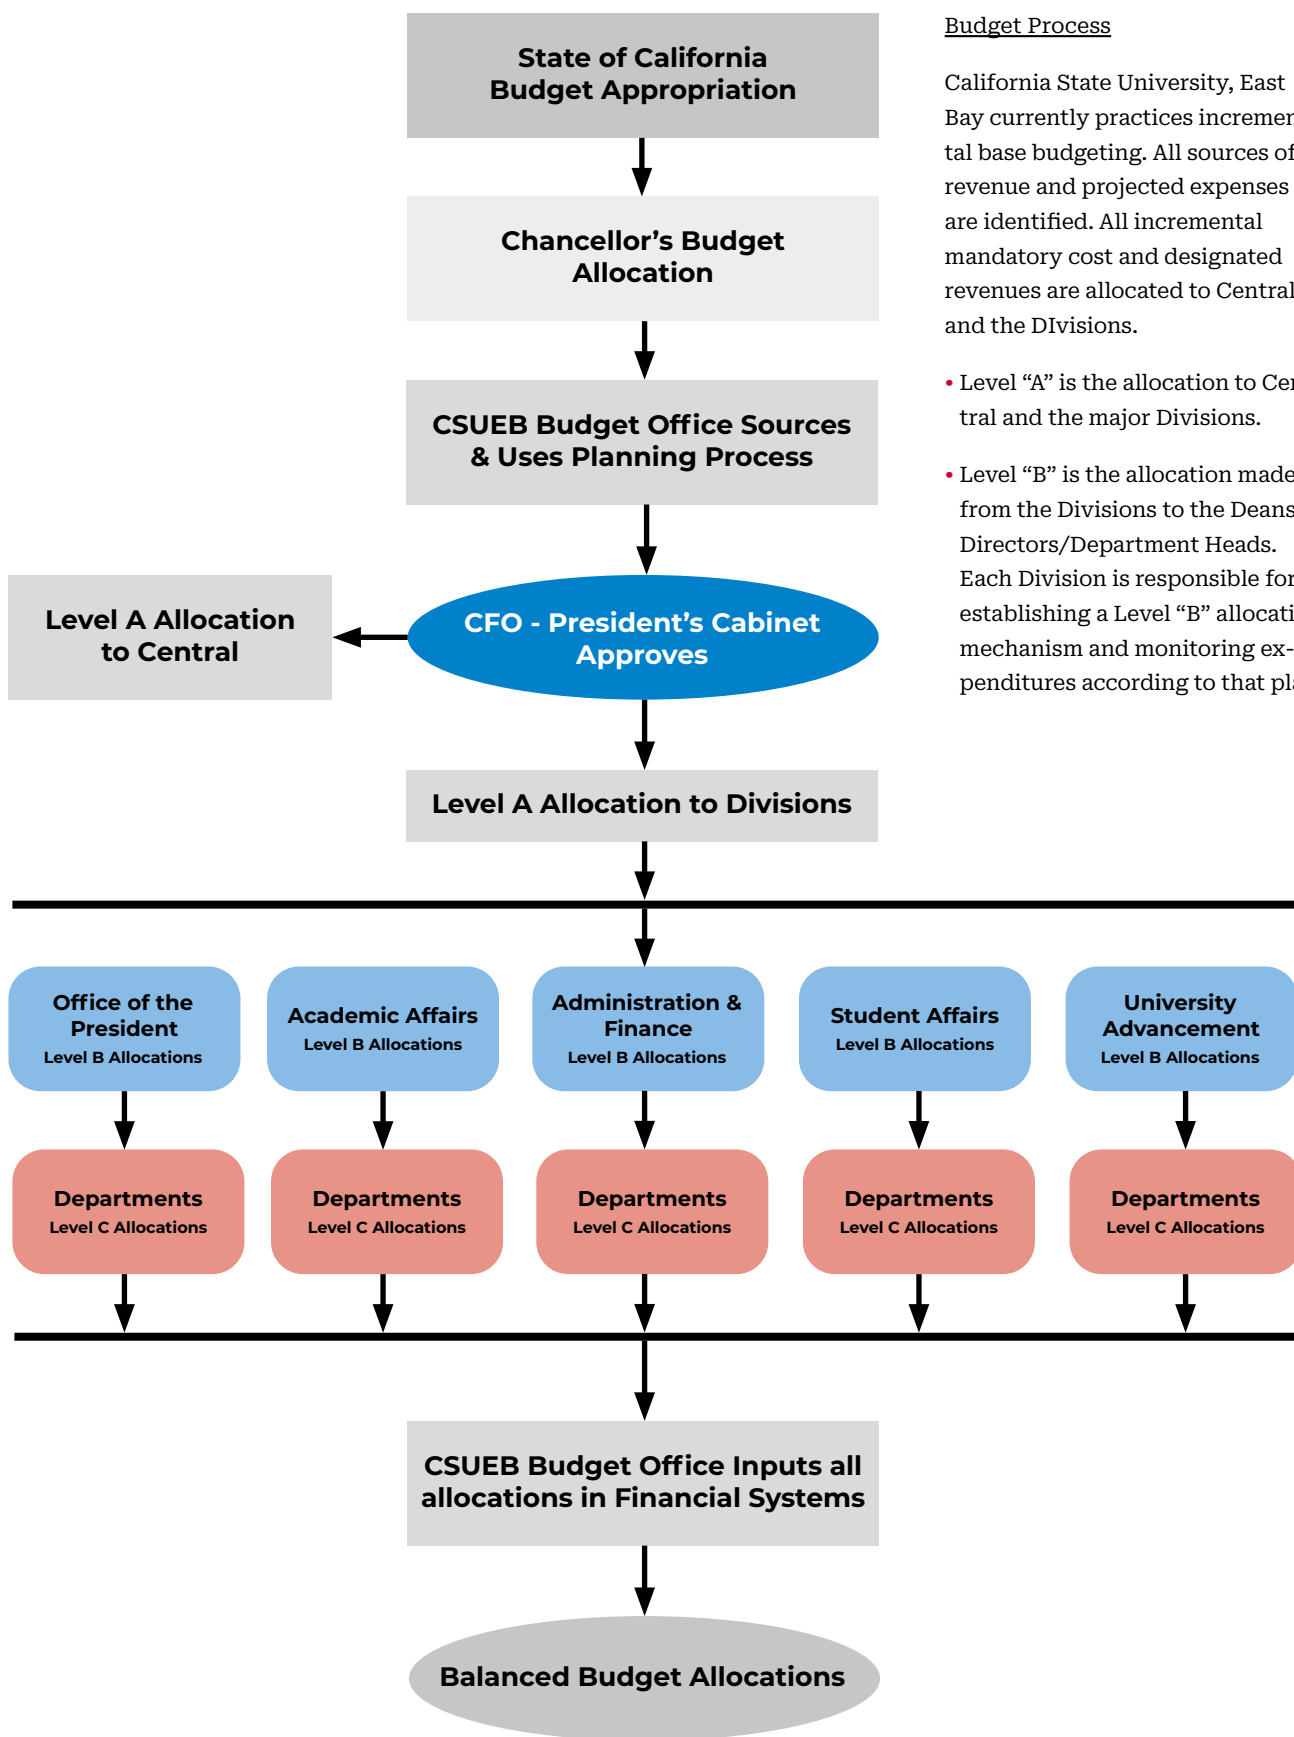 State of California
Budget Appropriation
Chancellor's Budget
Allocation
CSUEB Budget Office Sources
& Uses Planning Process
Level A Allocation
to Central
CFO - President's Cabinet
Approves
Level A Allocation to Divisions
Budget Process
California State University, East
Bay currently practices incremen
tal base budgeting. All sources of
revenue and projected expenses
are identified. All incremental
mandatory cost and designated
revenues are allocated to Central
and the DIvisions.
• Level “A” is the allocation to Cen
tral and the major Divisions.
• Level “B” is the allocation made
from the Divisions to the Deans
Directors/Department Heads.
Each Division is responsible for
establishing a Level “B” allocati
mechanism and monitoring ex-
penditures according to that pla
Office of the
President
Level B Allocations
Academic Affairs
Level B Allocations
Administration &
Finance
Level B Allocations
Student Affairs
Level B Allocations
University
Advancement
Level B Allocations
Departments
Level C Allocations
Departments
Level C Allocations
Departments
Level C Allocations
Departments
Level C Allocations
Departments
Level C Allocations
CSUEB Budget Office Inputs all
allocations in Financial Systems
Balanced Budget Allocations